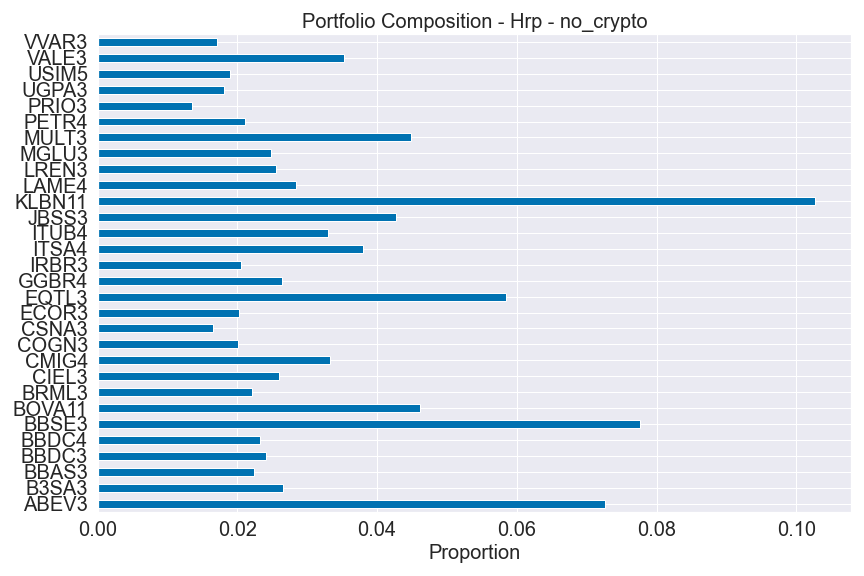 Portfolio Composition - Hrp - no_crypto
VVAR3
VALE3
USIM5
UGPA3
PRIO3
PETR4
MULT3
MGLU3
LREN3
LAME4
KLBN11
JBSS3
ITUB4
ITSA4
IRBR3
GGBR4
EQTL3
ECOR3
CSNA3
COGN3
CMIG4
CIEL3
BRML3
BOVA11
BBSE3
BBDC4
BBDC3
BBAS3
B3SA3
ABEV3
0.00 0.02 0.04 0.06 0.08 0.10
Proportion